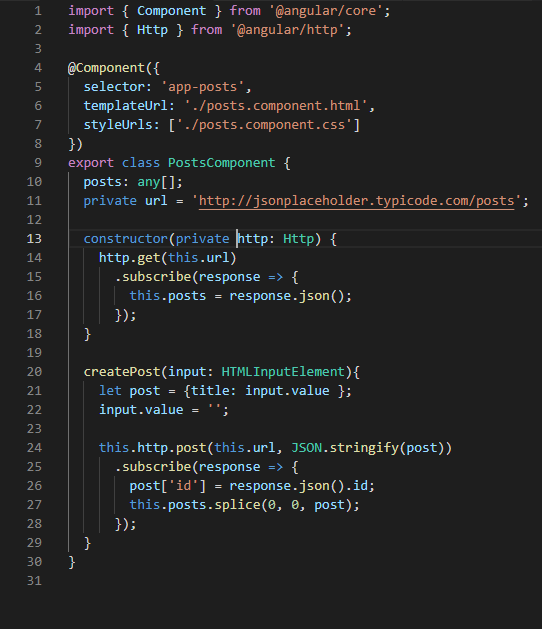 1 import { Component } from '@angular/core';
2 import { Http } from '@angular/http';
3
4 @Component({
5   selector: 'app-posts',
6   templateUrl: './posts.component.html',
7   styleUrls: ['./posts.component.css']
8 })
9 export class PostsComponent {
10   posts: any[];
11   private url = 'http://jsonplaceholder.typicode.com/posts';
12
13   constructor(private http: Http) {
14     http.get(this.url)
15       .subscribe(response => {
16         this.posts = response.json();
17       });
18   }
19
20   createPost(input: HTMLInputElement){
21     let post = {title: input.value };
22     input.value = '';
23
24     this.http.post(this.url, JSON.stringify(post))
25       .subscribe(response => {
26         post['id'] = response.json().id;
27         this.posts.splice(0, 0, post);
28       });
29   }
30 }
31